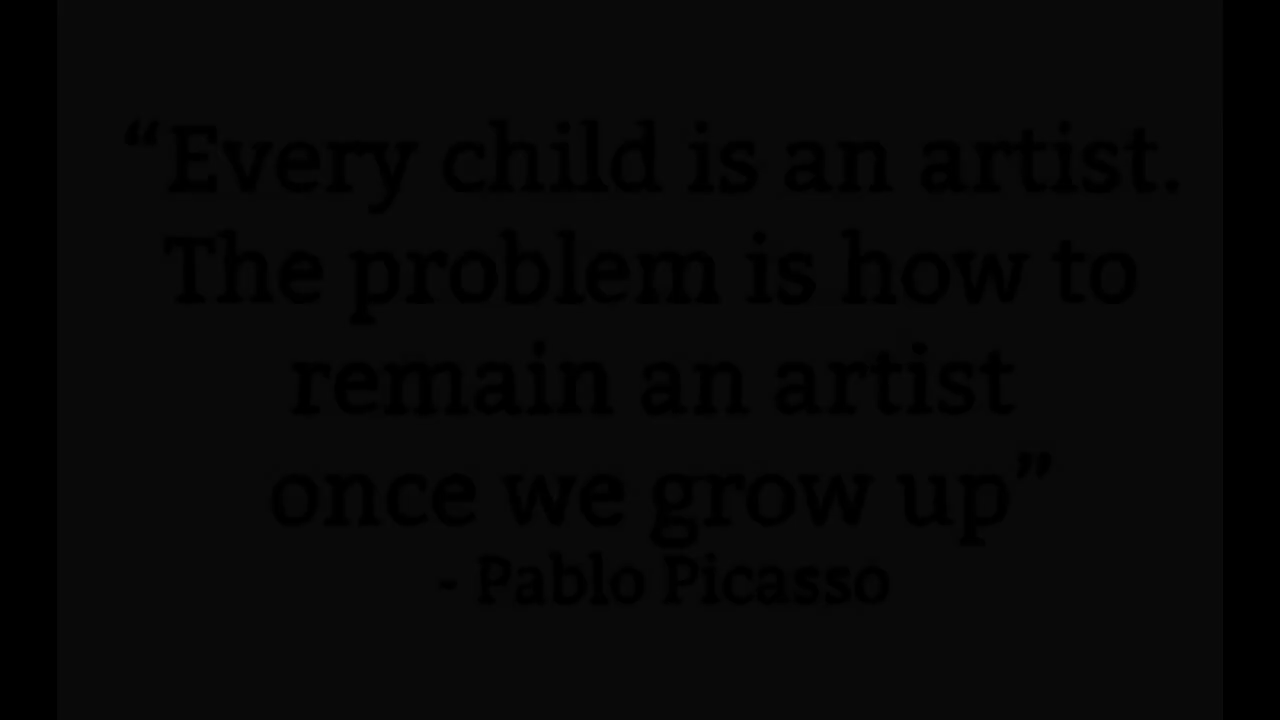 “Every child is an artist.
The problem is how to
remain an artist
once we grow up”
- Pablo Picasso